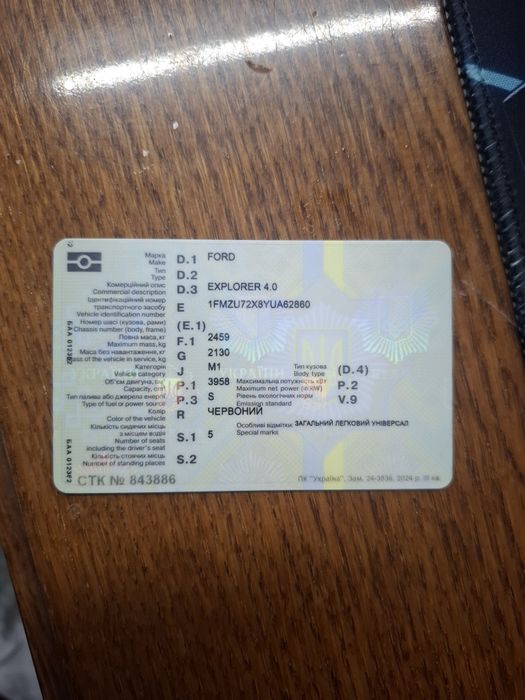 Марка D.1 FORD
Make
Тип D.2
Type
Комерційний опис D.3 EXPLORER 4.0
Commercial description
Ідентифікаційний номер
транспортного засобу E 1FMZU72X8YUA62860
Vehicle identification number
Номер шасі (кузова, рами) (E.1)
Chassis number (body, frame)
Повна маса, кг F.1 2459
Maximum mass, kg
Маса без навантаження, кг G 2130
Mass of the vehicle in service, kg
Категорія J M1 Тип кузова (D.4)
Vehicle category Body type
Об'єм двигуна, см P.1 3958 Максимальна потужність кВт P.2
Capacity, cm Maximum net power (in kW)
Тип палива або джерела енергії P.3 S Рівень екологічних норм V.9
Type of fuel or power source Emission standard
Колір R ЧЕРВОНИЙ
Color of the vehicle
Кількість сидячих місць Особливі відмітки: ЗАГАЛЬНИЙ ЛЕГКОВИЙ УНІВЕРСАЛ
з місцем водія S.1 5 Special marks
Number of seats
including the driver's seat
Кількість стоячих місць S.2
Number of standing places
СТК № 843886 ПК "Україна". Зам. 24-3536. 2024 р. III кв.